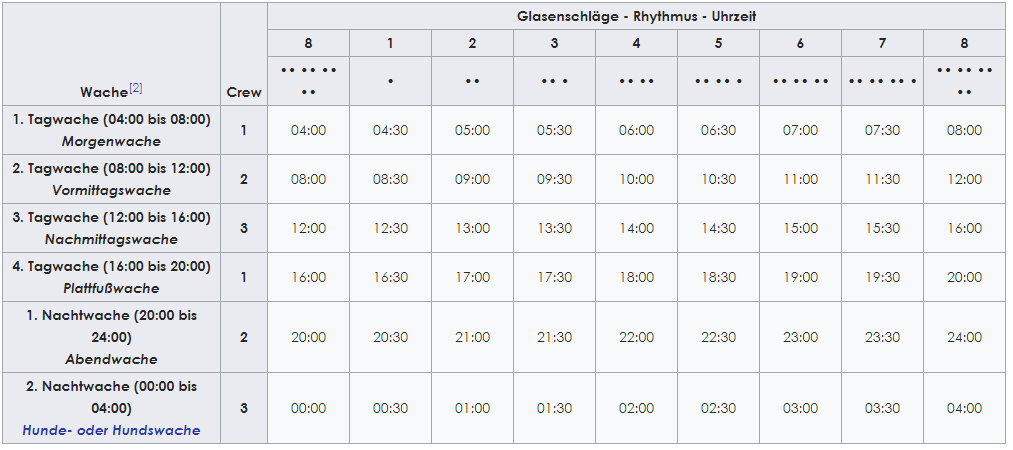 Glasenschläge - Rhythmus - Uhrzeit
Wache[2] Crew 8 1 2 3 4 5 6 7 8
•• •• •• •• • •• •• • •• •• •• •• • •• •• •• •• •• •• • •• •• •• ••
1. Tagwache (04:00 bis 08:00)
Morgenwache
1 04:00 04:30 05:00 05:30 06:00 06:30 07:00 07:30 08:00
2. Tagwache (08:00 bis 12:00)
Vormittagswache
2 08:00 08:30 09:00 09:30 10:00 10:30 11:00 11:30 12:00
3. Tagwache (12:00 bis 16:00)
Nachmittagswache
3 12:00 12:30 13:00 13:30 14:00 14:30 15:00 15:30 16:00
4. Tagwache (16:00 bis 20:00)
Plattfußwache
1 16:00 16:30 17:00 17:30 18:00 18:30 19:00 19:30 20:00
1. Nachtwache (20:00 bis
24:00)
Abendwache
2 20:00 20:30 21:00 21:30 22:00 22:30 23:00 23:30 24:00
2. Nachtwache (00:00 bis
04:00)
Hunde- oder Hundswache
3 00:00 00:30 01:00 01:30 02:00 02:30 03:00 03:30 04:00